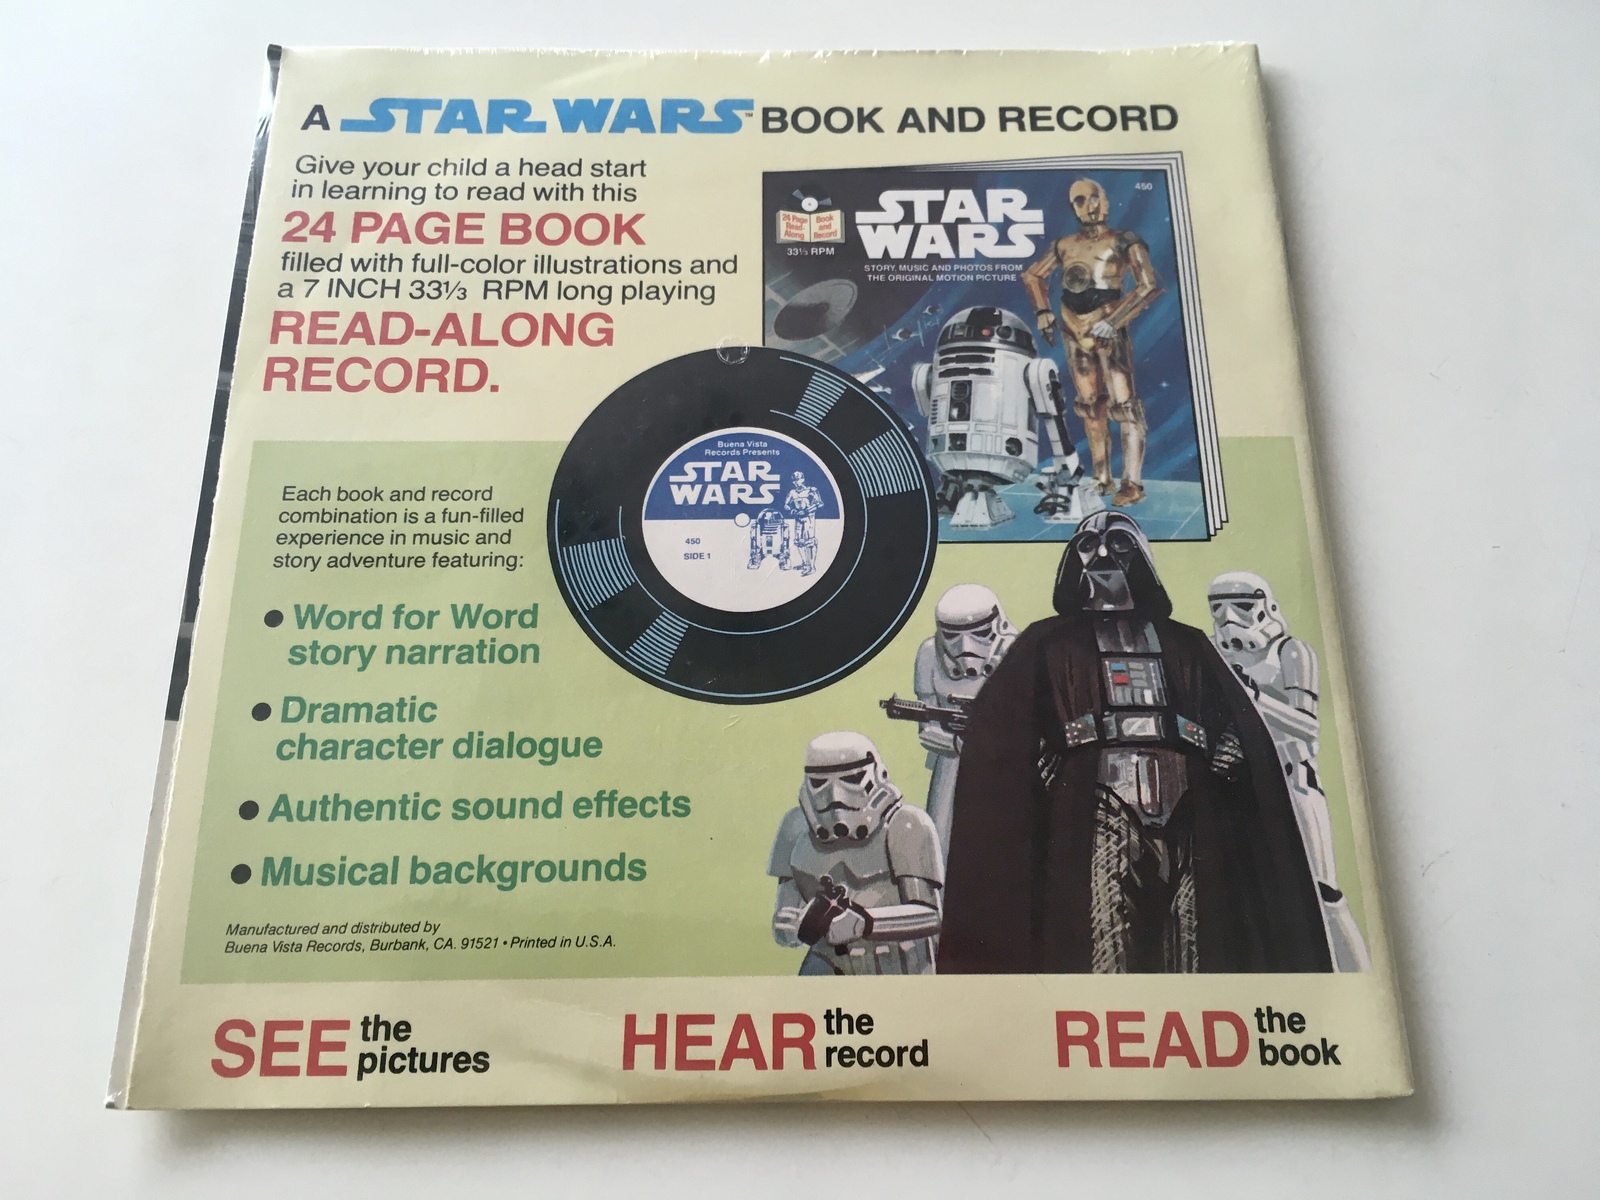 A STAR WARS™ BOOK AND RECORD
Give your child a head start
in learning to read with this
24 PAGE BOOK
filled with full-color illustrations and
a 7 INCH 33⅓ RPM long playing
READ-ALONG
RECORD.
24 Page Read-Along
Book and Record
33⅓ RPM
STAR
WARS
450
STORY, MUSIC AND PHOTOS FROM
THE ORIGINAL MOTION PICTURE
Buena Vista
Records Presents
STAR
WARS
450
SIDE 1
Each book and record
combination is a fun-filled
experience in music and
story adventure featuring:
● Word for Word
story narration
● Dramatic
character dialogue
● Authentic sound effects
● Musical backgrounds
Manufactured and distributed by
Buena Vista Records, Burbank, CA. 91521 • Printed in U.S.A.
SEE the pictures
HEAR the record
READ the book